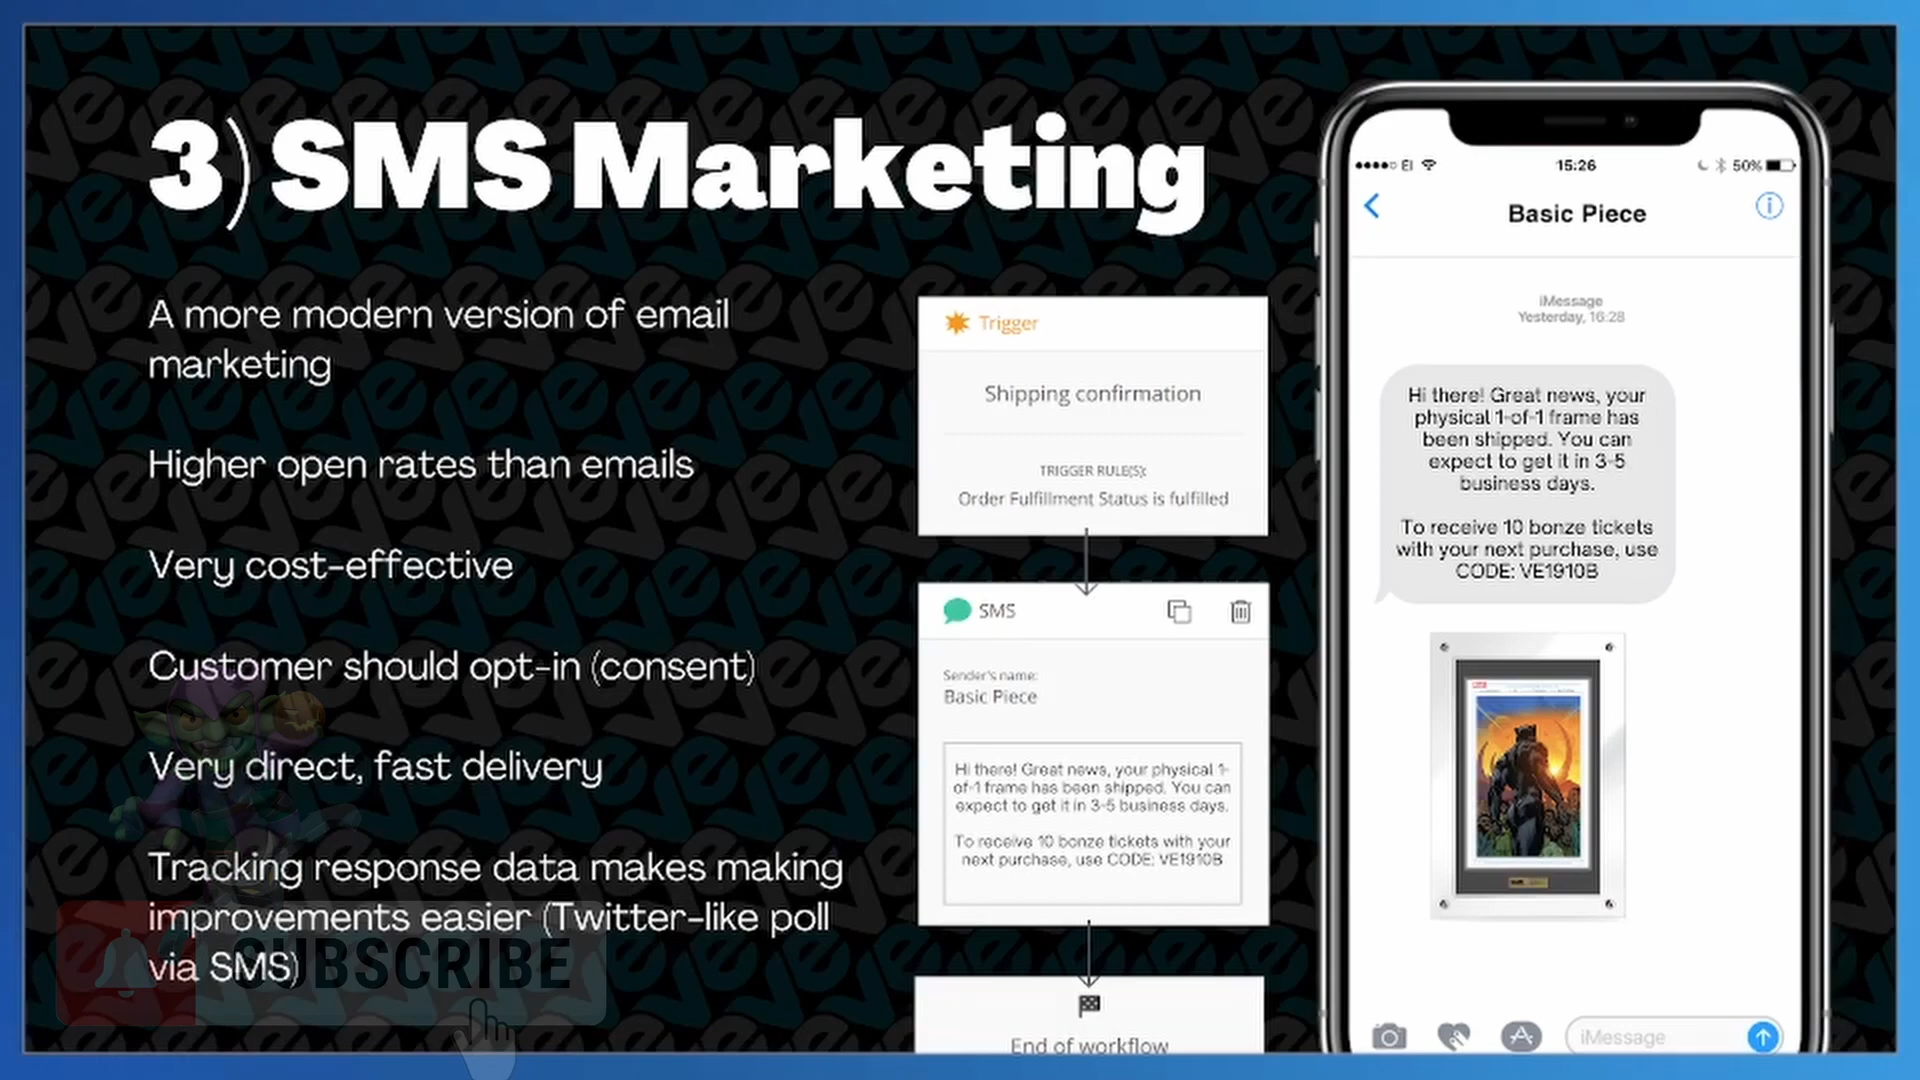 3) SMS Marketing
A more modern version of email
marketing
Higher open rates than emails
Very cost-effective
Customer should opt-in (consent)
Very direct, fast delivery
Tracking response data makes making
improvements easier (Twitter-like poll
via SMS)
SUBSCRIBE
Trigger
Shipping confirmation
TRIGGER RULE(S):
Order Fulfillment Status is fulfilled
SMS
Sender's name:
Basic Piece
Hi there! Great news, your physical 1-
of-1 frame has been shipped. You can
expect to get it in 3-5 business days.
To receive 10 bonze tickets with your
next purchase, use CODE: VE1910B
End of workflow
EI 15:26 50%
Basic Piece
iMessage
Yesterday, 16:28
Hi there! Great news, your
physical 1-of-1 frame has
been shipped. You can
expect to get it in 3-5
business days.
To receive 10 bonze tickets
with your next purchase, use
CODE: VE1910B
iMessage